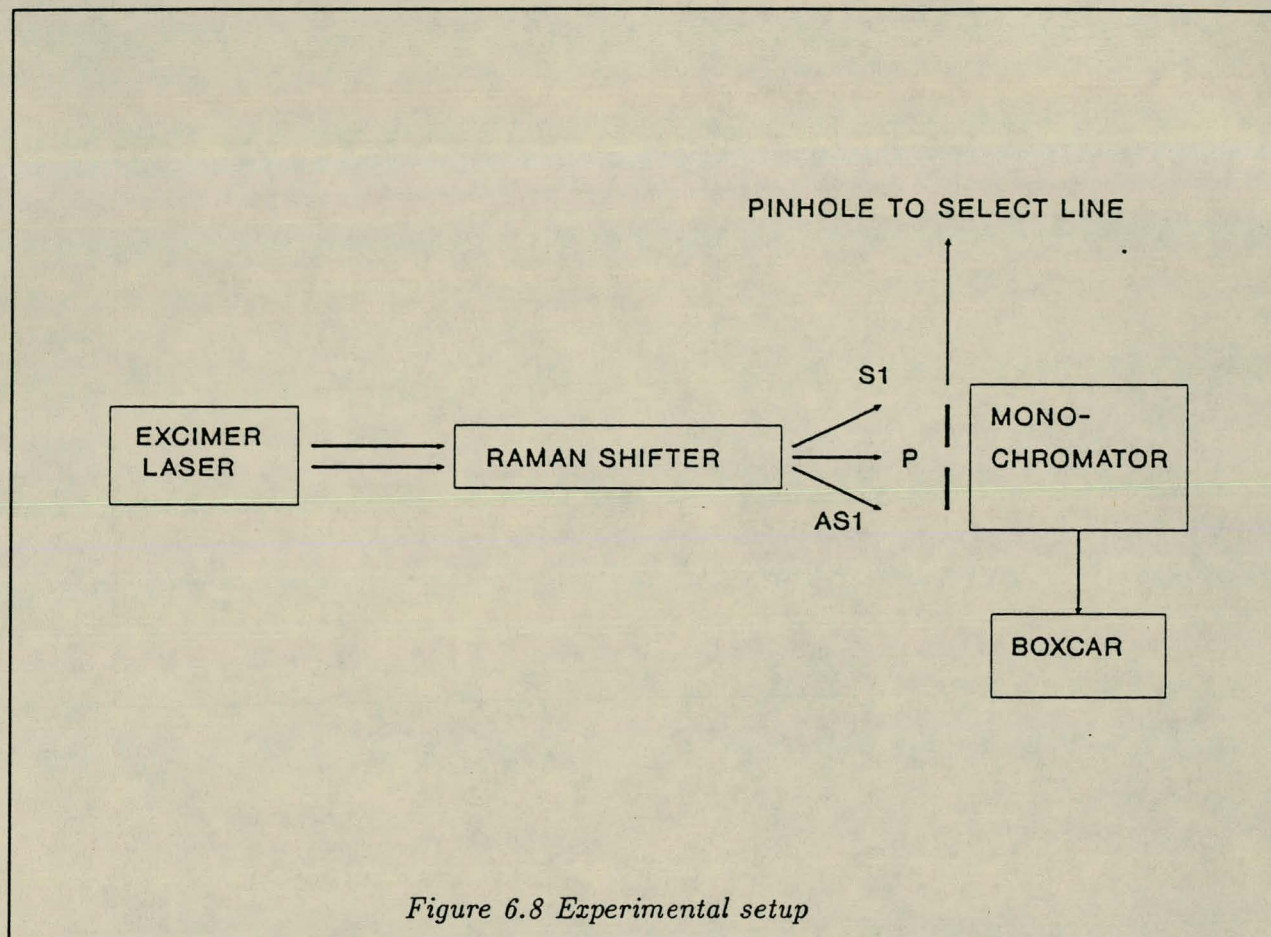 PINHOLE TO SELECT LINE
S1
EXCIMER
LASER
RAMAN SHIFTER
P
MONO-
CHROMATOR
AS1
BOXCAR
Figure 6.8 Experimental setup